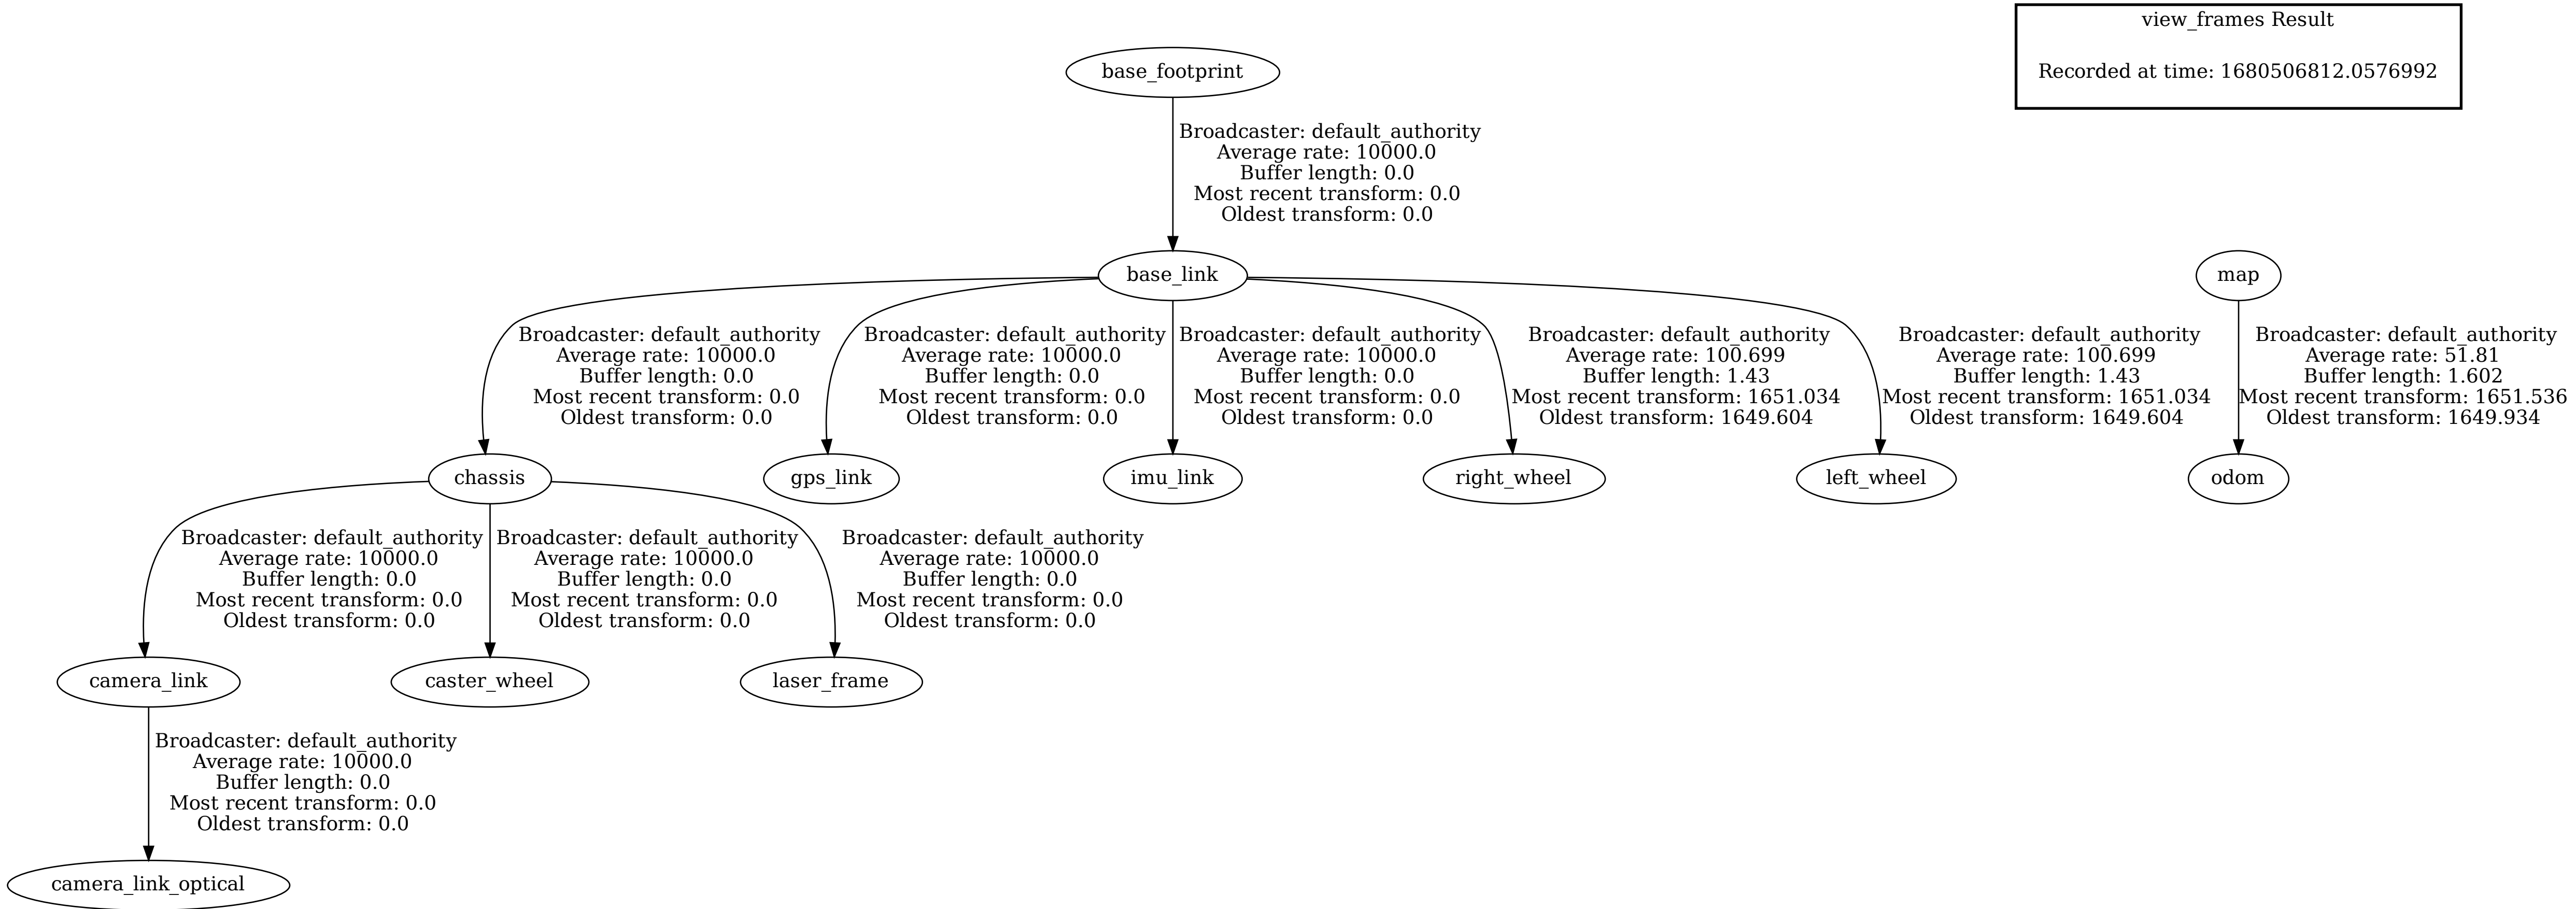 view_frames Result
Recorded at time: 1680506812.0576992
base_footprint
Broadcaster: default_authority
Average rate: 10000.0
Buffer length: 0.0
Most recent transform: 0.0
Oldest transform: 0.0
base_link
map
Broadcaster: default_authority
Average rate: 10000.0
Buffer length: 0.0
Most recent transform: 0.0
Oldest transform: 0.0
Broadcaster: default_authority
Average rate: 10000.0
Buffer length: 0.0
Most recent transform: 0.0
Oldest transform: 0.0
Broadcaster: default_authority
Average rate: 10000.0
Buffer length: 0.0
Most recent transform: 0.0
Oldest transform: 0.0
Broadcaster: default_authority
Average rate: 100.699
Buffer length: 1.43
Most recent transform: 1651.034
Oldest transform: 1649.604
Broadcaster: default_authority
Average rate: 100.699
Buffer length: 1.43
Most recent transform: 1651.034
Oldest transform: 1649.604
Broadcaster: default_authority
Average rate: 51.81
Buffer length: 1.602
Most recent transform: 1651.536
Oldest transform: 1649.934
chassis
gps_link
imu_link
right_wheel
left_wheel
odom
Broadcaster: default_authority
Average rate: 10000.0
Buffer length: 0.0
Most recent transform: 0.0
Oldest transform: 0.0
Broadcaster: default_authority
Average rate: 10000.0
Buffer length: 0.0
Most recent transform: 0.0
Oldest transform: 0.0
Broadcaster: default_authority
Average rate: 10000.0
Buffer length: 0.0
Most recent transform: 0.0
Oldest transform: 0.0
camera_link
caster_wheel
laser_frame
Broadcaster: default_authority
Average rate: 10000.0
Buffer length: 0.0
Most recent transform: 0.0
Oldest transform: 0.0
camera_link_optical